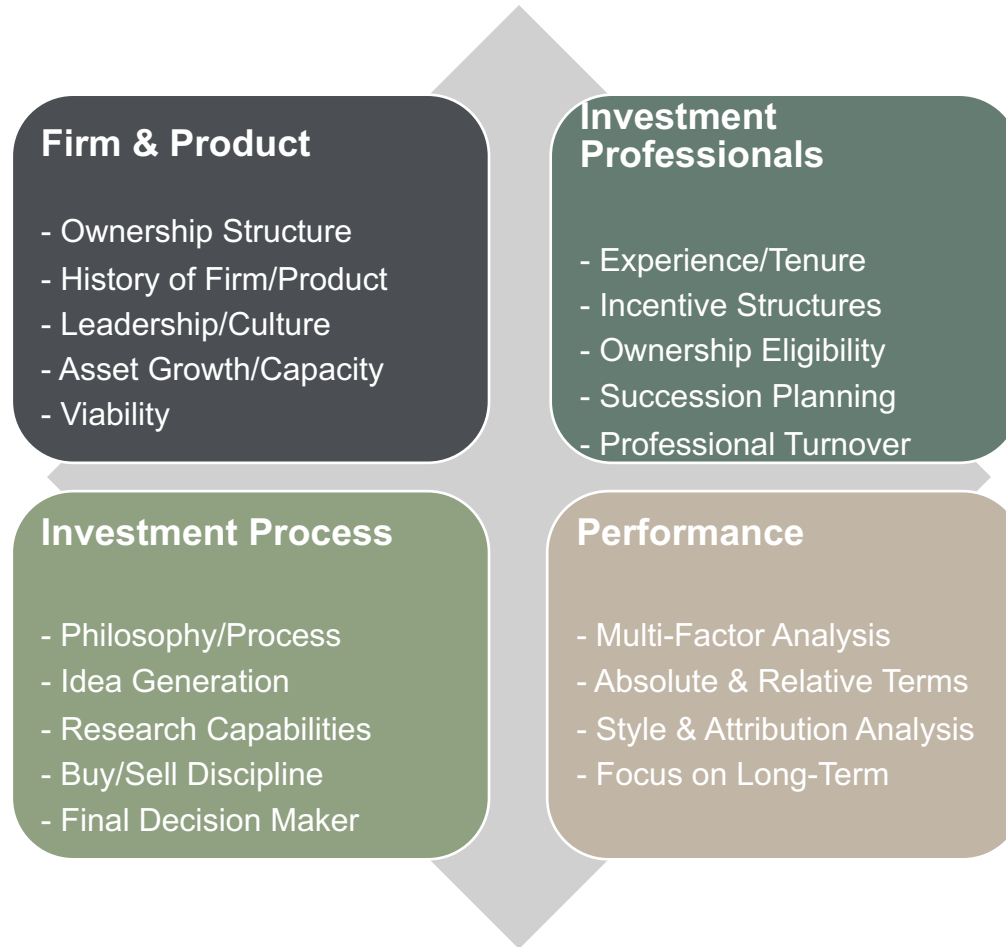 Firm & Product
- Ownership Structure
- History of Firm/Product
- Leadership/Culture
- Asset Growth/Capacity
- Viability
Investment
Professionals
- Experience/Tenure
- Incentive Structures
- Ownership Eligibility
- Succession Planning
- Professional Turnover
Investment Process
- Philosophy/Process
- Idea Generation
- Research Capabilities
- Buy/Sell Discipline
- Final Decision Maker
Performance
- Multi-Factor Analysis
- Absolute & Relative Terms
- Style & Attribution Analysis
- Focus on Long-Term